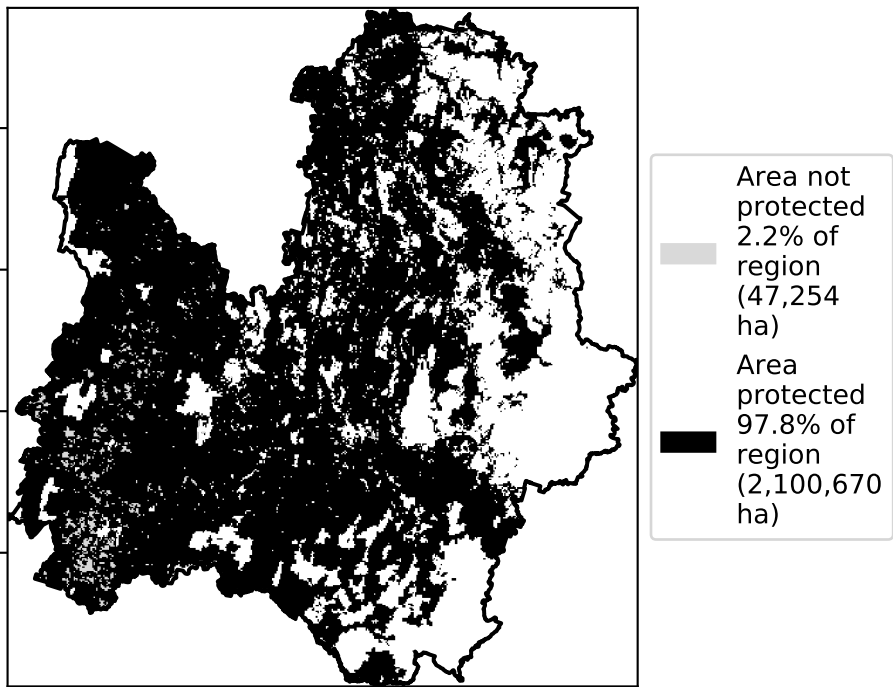 Area not
protected
2.2% of
region
(47,254
ha)
Area
protected
97.8% of
region
(2,100,670
ha)